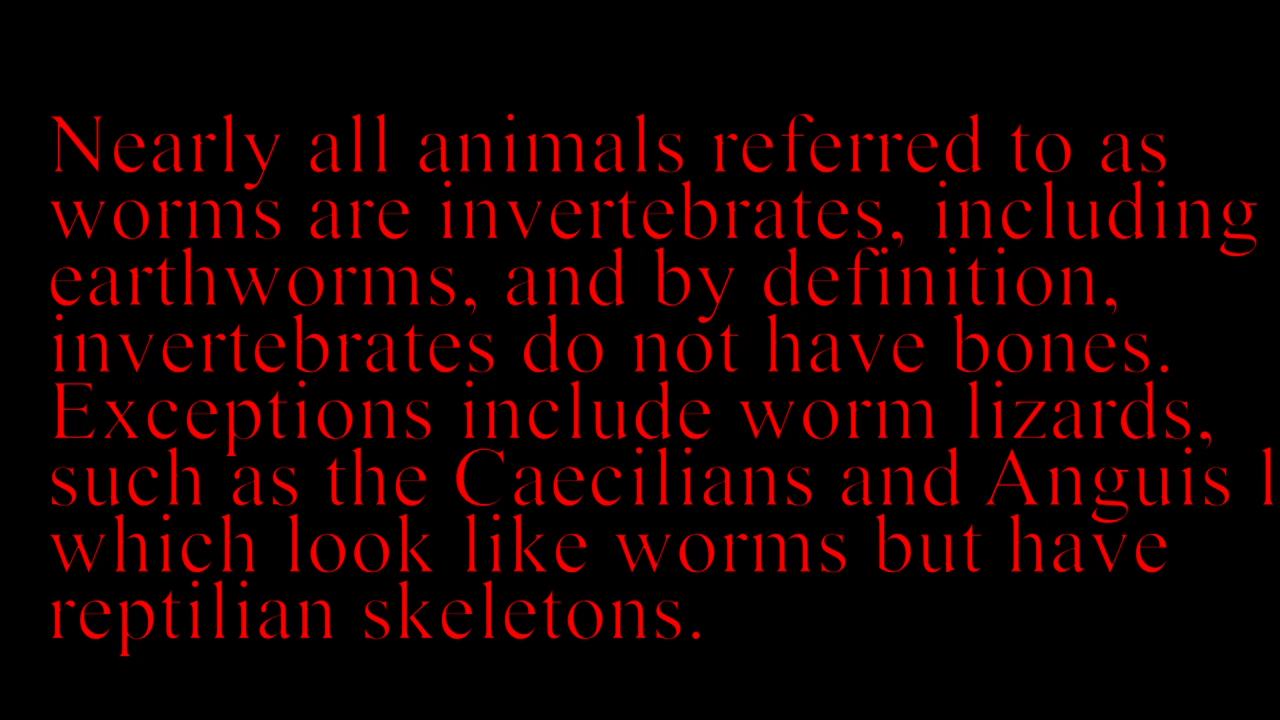 Nearly all animals referred to as
worms are invertebrates, including
earthworms, and by definition,
invertebrates do not have bones.
Exceptions include worm lizards,
such as the Caecilians and Anguis
which look like worms but have
reptilian skeletons.